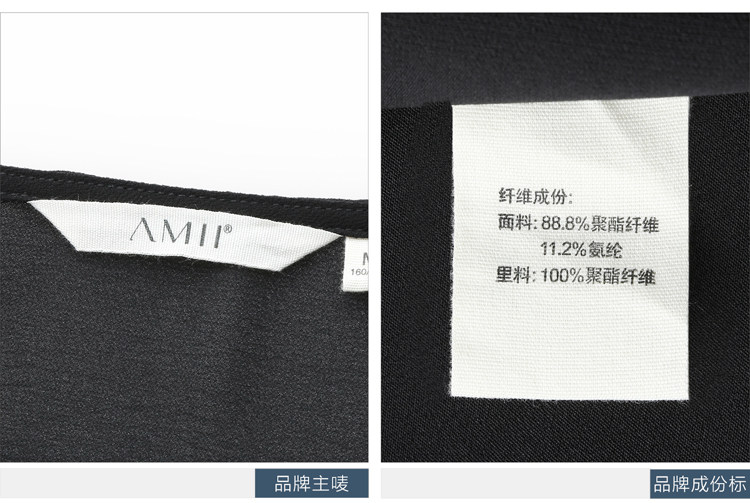 AMII®
M
160/
纤维成份:
面料: 88.8%聚酯纤维
11.2%氨纶
里料: 100%聚酯纤维
品牌主唛
品牌成份标